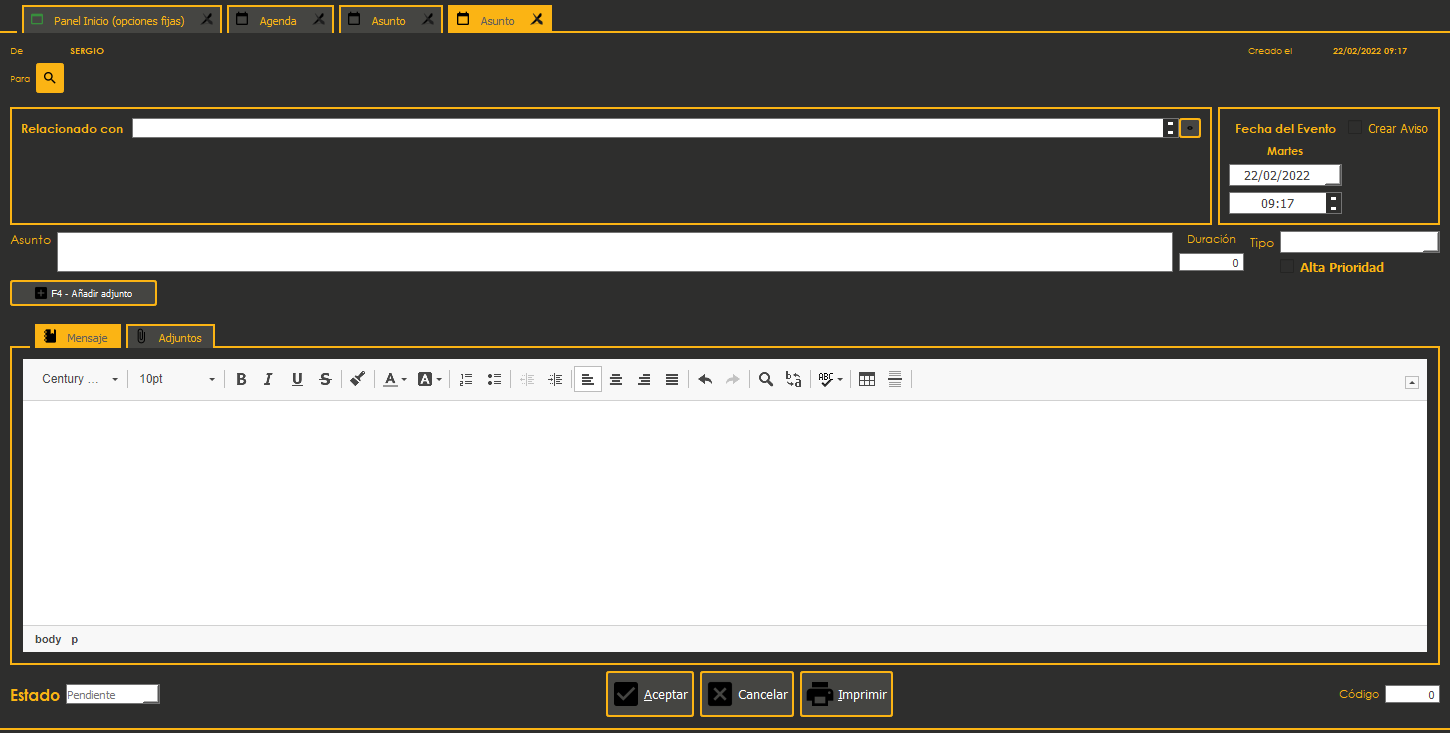 Panel Inicio (opciones fijas) Agenda Asunto Asunto
De SERGIO Creado el 22/02/2022 09:17
Para
Relacionado con Fecha del Evento Crear Aviso
Martes
22/02/2022
09:17
Asunto Duración Tipo
0 Alta Prioridad
F4 - Añadir adjunto
Mensaje Adjuntos
Century ... 10pt B I U S A A ABC
body p
Estado Pendiente Aceptar Cancelar Imprimir Código 0